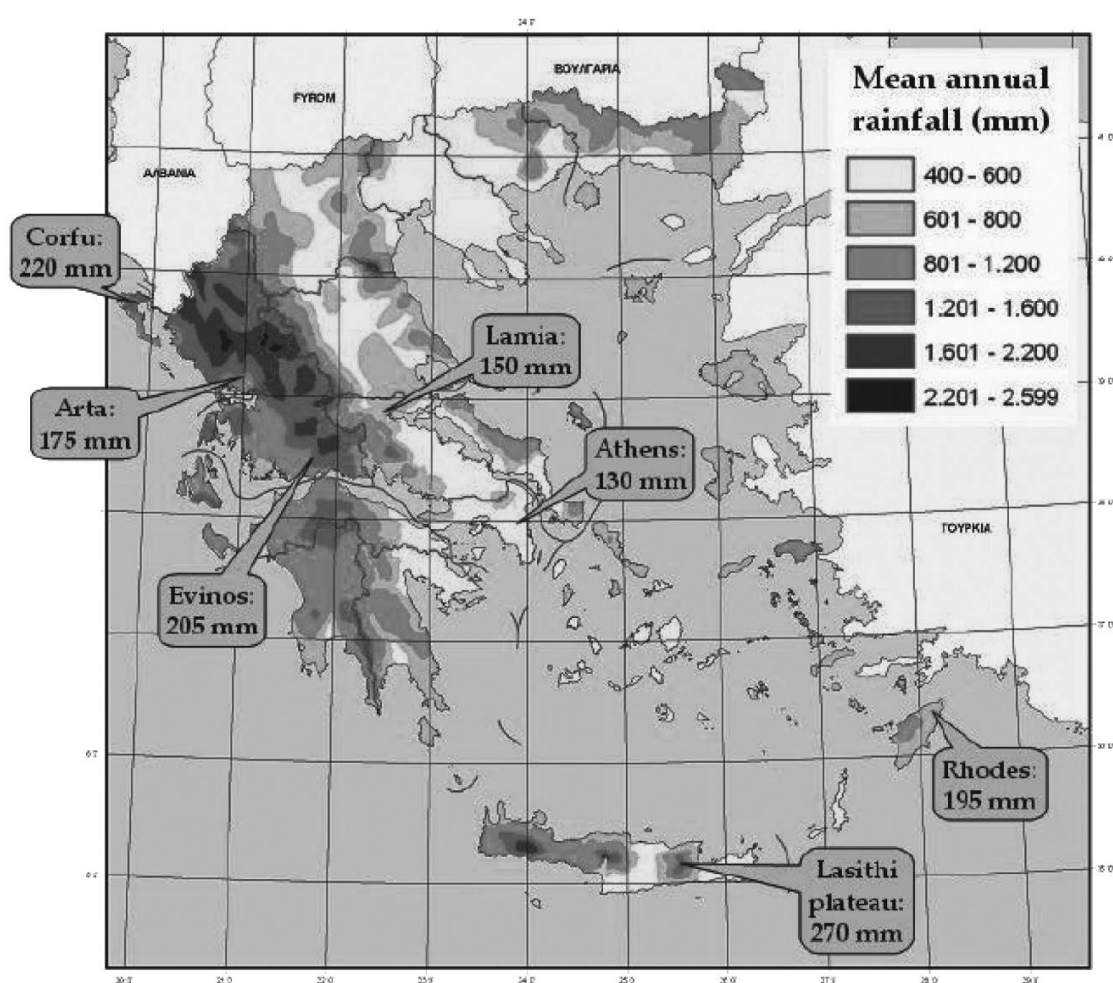 24°0'
ΒΟΥΛΓΑΡΙΑ
FYROM
ΑΛΒΑΝΙΑ
Mean annual
rainfall (mm)
400 - 600
601 - 800
801 - 1.200
1.201 - 1.600
1.601 - 2.200
2.201 - 2.599
Corfu:
220 mm
Lamia:
150 mm
Arta:
175 mm
Athens:
130 mm
ΤΟΥΡΚΙΑ
Evinos:
205 mm
Rhodes:
195 mm
Lasithi
plateau:
270 mm